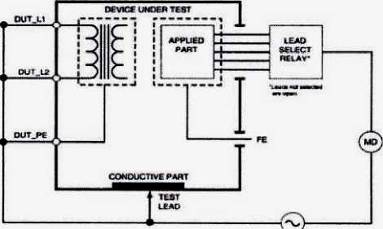 DEVICE UNDER TEST
DUT_L1
APPLIED
PART
LEAD
SELECT
RELAY*
DUT_L2
*Leads not selected
are open.
DUT_PE
FE
MD
CONDUCTIVE PART
TEST
LEAD